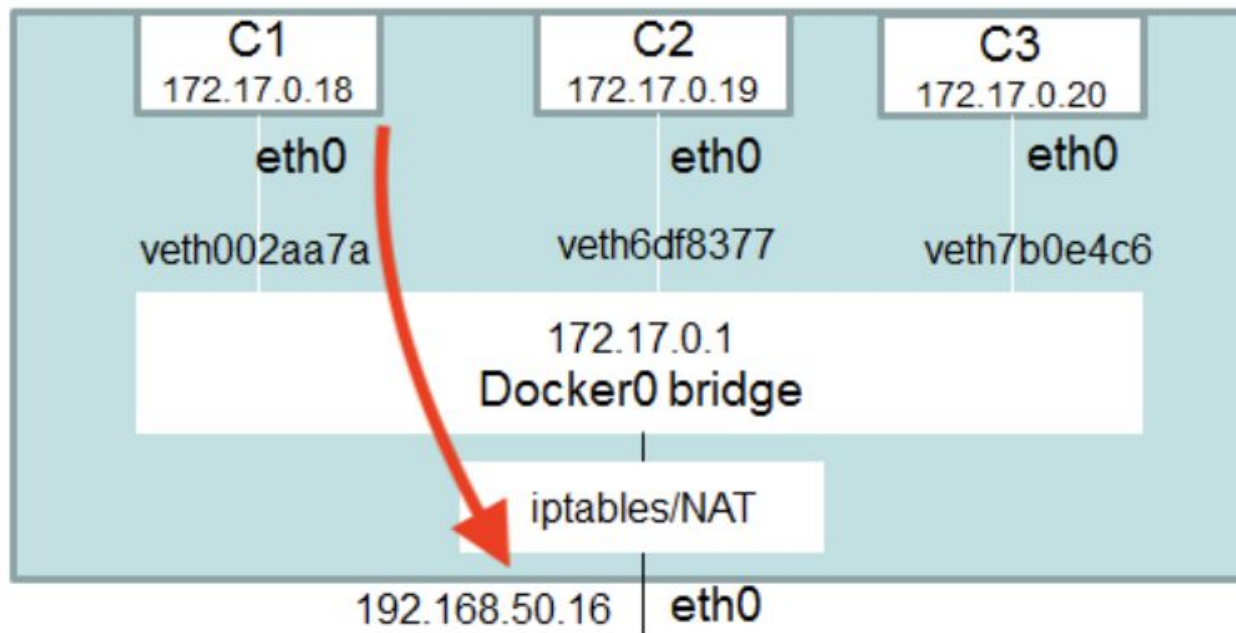 C1
172.17.0.18
C2
172.17.0.19
C3
172.17.0.20
eth0
eth0
eth0
veth002aa7a
veth6df8377
veth7b0e4c6
172.17.0.1
Docker0 bridge
iptables/NAT
192.168.50.16
eth0